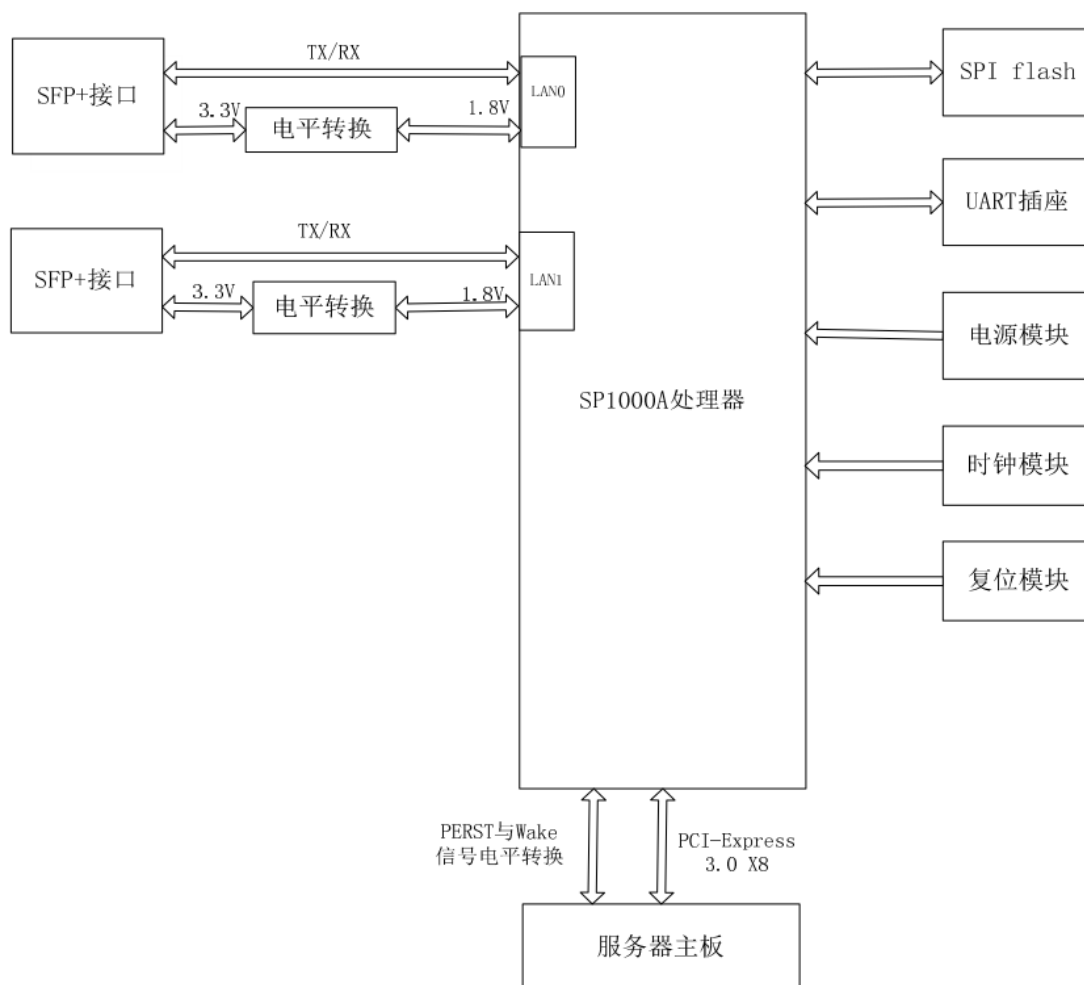 TX/RX
SFP+接口
3.3V
电平转换
1.8V
LAN0
TX/RX
SFP+接口
3.3V
电平转换
1.8V
LAN1
SP1000A处理器
SPI flash
UART插座
电源模块
时钟模块
复位模块
PERST与Wake
信号电平转换
PCI-Express
3.0 X8
服务器主板